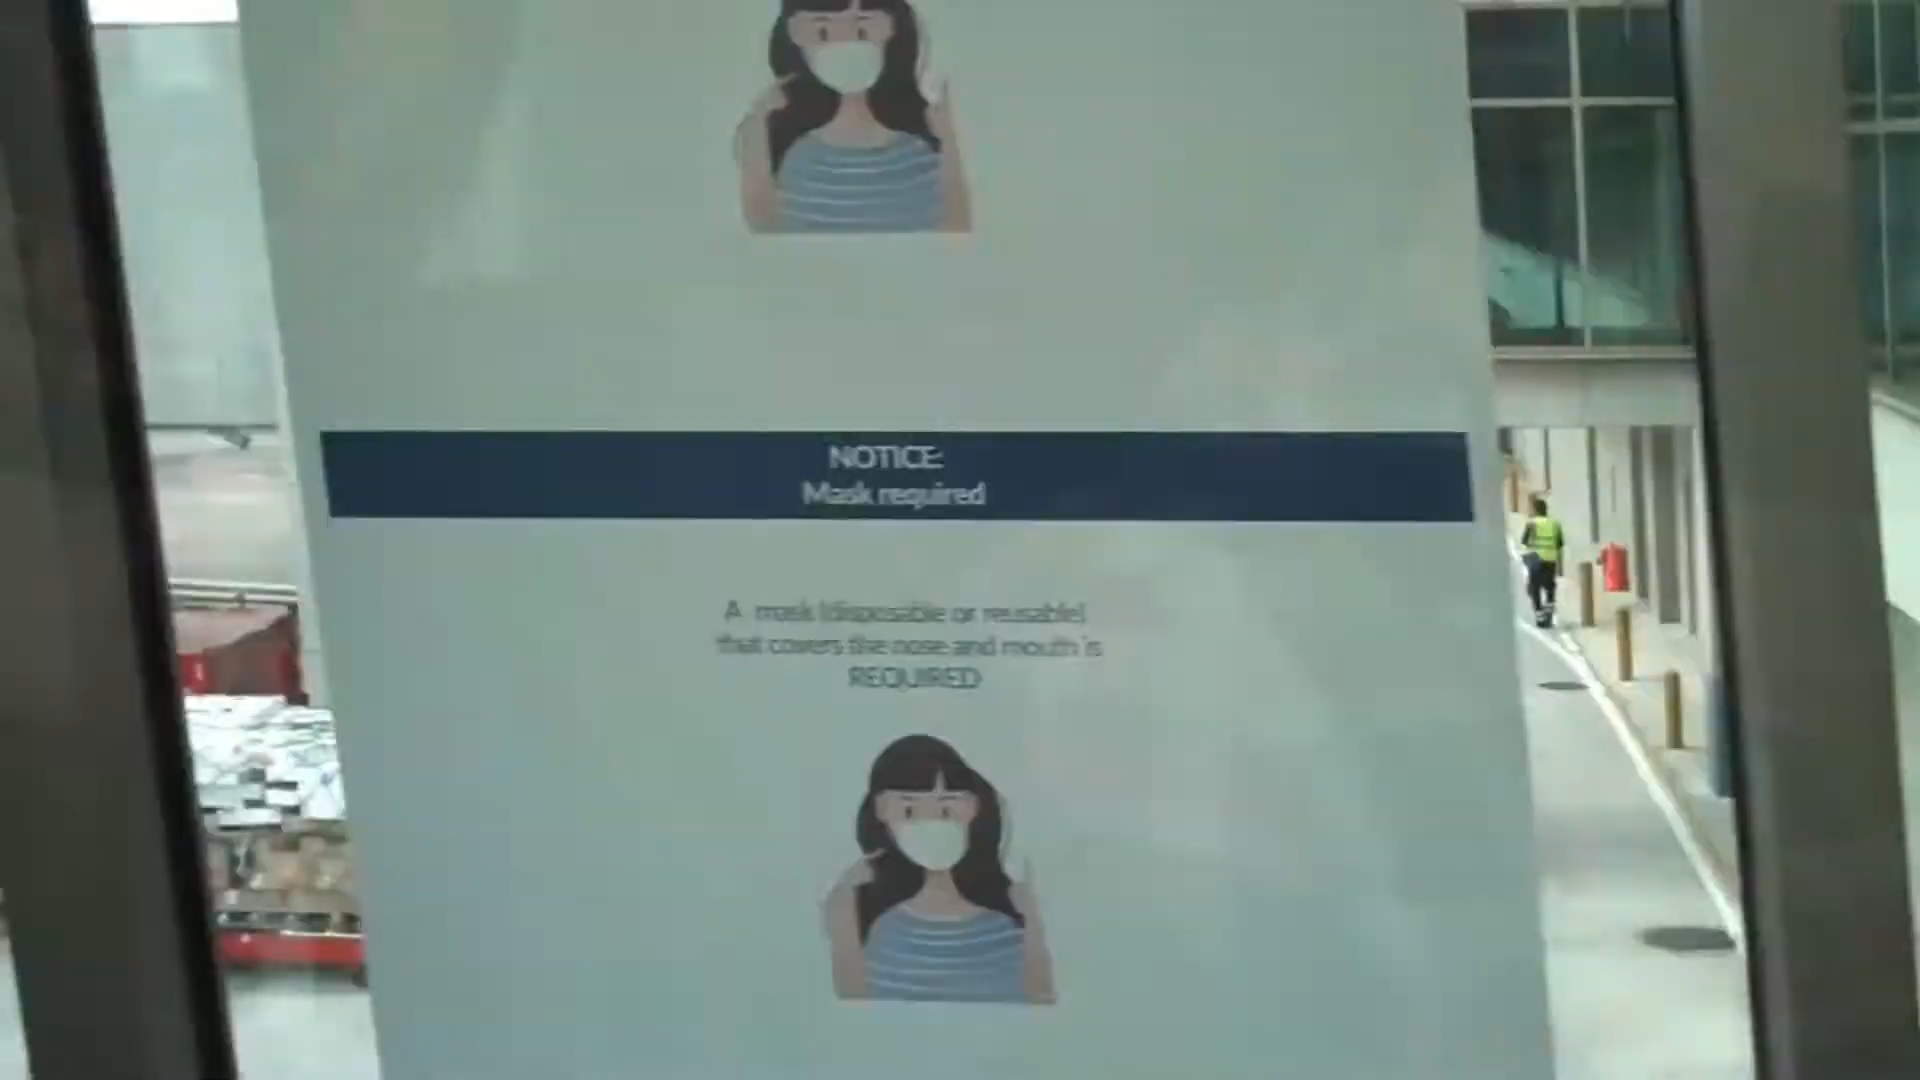 NOTICE:
Mask required
A mask (disposable or reusable)
that covers the nose and mouth is
REQUIRED